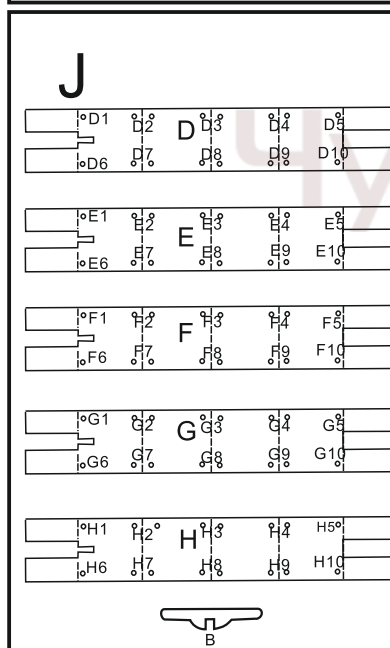 J
D1 D2 D D3 D4 D5
D6 D7 D8 D9 D10
E1 E2 E E3 E4 E5
E6 E7 E8 E9 E10
F1 F2 F F3 F4 F5
F6 F7 F8 F9 F10
G1 G2 G G3 G4 G5
G6 G7 G8 G9 G10
H1 H2 H H3 H4 H5
H6 H7 H8 H9 H10
B
Чу